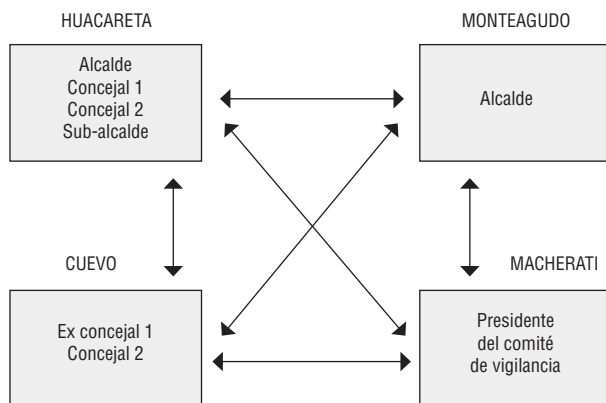 HUACARETA
Alcalde
Concejal 1
Concejal 2
Sub-alcalde
MONTEAGUDO
Alcalde
CUEVO
Ex concejal 1
Concejal 2
MACHERATI
Presidente
del comité
de vigilancia